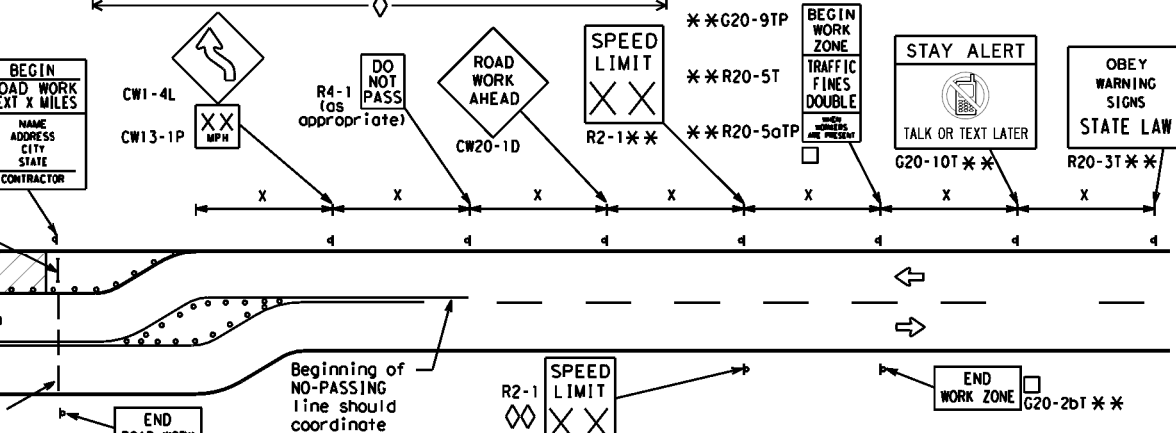 BEGIN
ROAD WORK
NEXT X MILES
NAME
ADDRESS
CITY
STATE
CONTRACTOR
CW1-4L
XX
MPH
CW13-1P
DO
NOT
PASS
R4-1
(as
appropriate)
ROAD
WORK
AHEAD
CW20-1D
SPEED
LIMIT
XX
R2-1**
**G20-9TP
**R20-5T
**R20-5aTP
BEGIN
WORK
ZONE
TRAFFIC
FINES
DOUBLE
WHEN
WORKERS
ARE PRESENT
STAY ALERT
TALK OR TEXT LATER
G20-10T**
OBEY
WARNING
SIGNS
STATE LAW
R20-3T**
X X X X X X X
Beginning of
NO-PASSING
line should
coordinate
R2-1
SPEED
LIMIT
XX
END
WORK ZONE
G20-2bT**
END
ROAD WORK